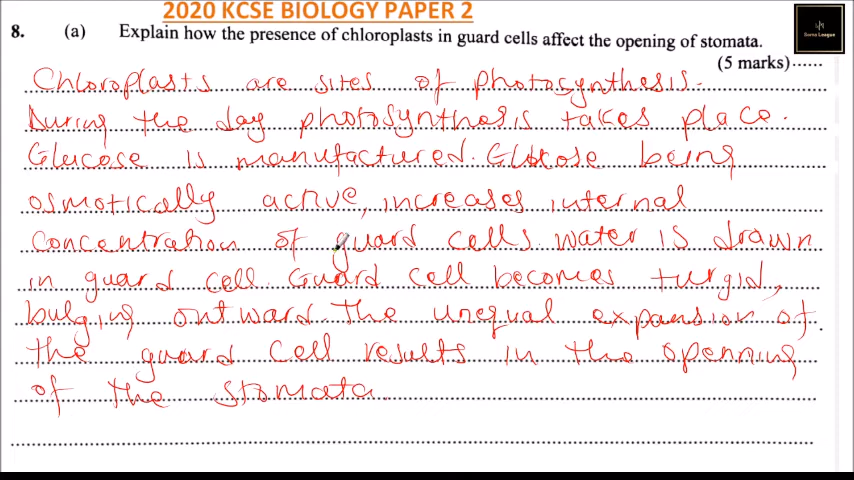 2020 KCSE BIOLOGY PAPER 2
8. (a) Explain how the presence of chloroplasts in guard cells affect the opening of stomata.
(5 marks)
Soma League
Chloroplasts are sites of photosynthesis.
During the day photosynthesis takes place.
Glucose is manufactured. Glucose being
osmotically active, increases internal
concentration of guard cells. Water is drawn
in guard cell. Guard cell becomes turgid,
bulging outward. The unequal expansion of
the guard cell results in the openning
of the stomata.